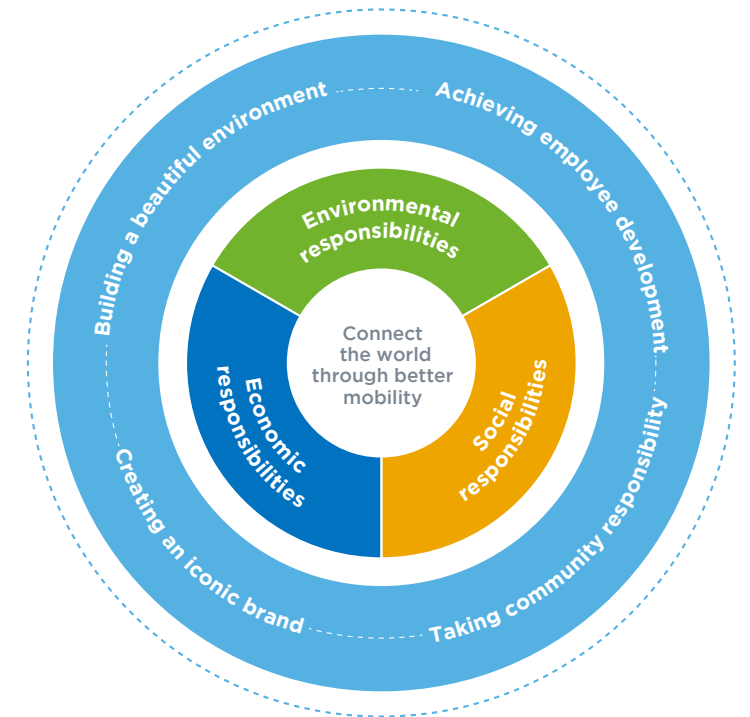 Building a beautiful environment
Achieving employee development
Taking community responsibility
Creating an iconic brand
Environmental
responsibilities
Social
responsibilities
Economic
responsibilities
Connect
the world
through better
mobility